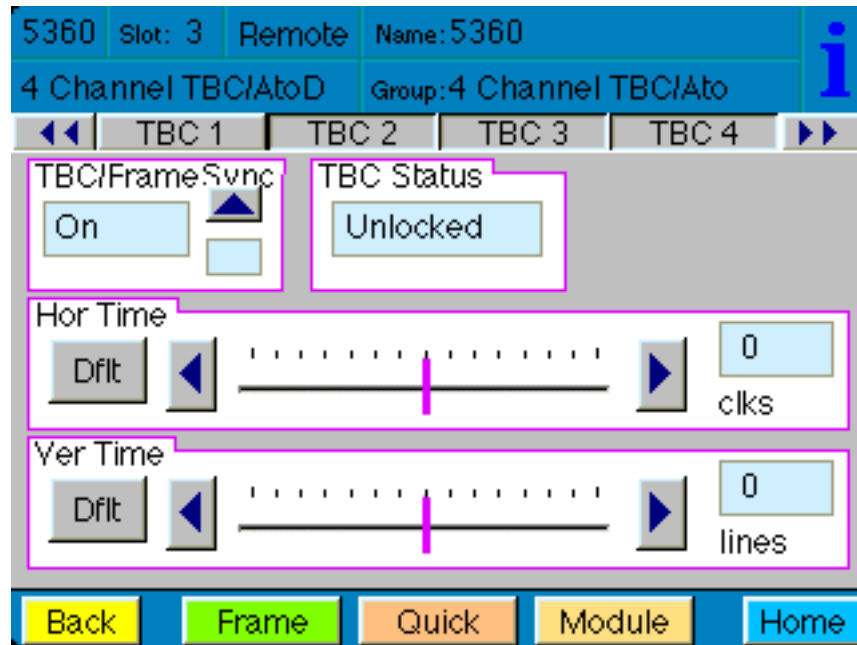 5360 Slot: 3 Remote Name:5360
4 Channel TBC/AtoD Group:4 Channel TBC/Ato
i
TBC 1 TBC 2 TBC 3 TBC 4
TBC/FrameSync TBC Status
On Unlocked
Hor Time
Dflt 0
clks
Ver Time
Dflt 0
lines
Back Frame Quick Module Home